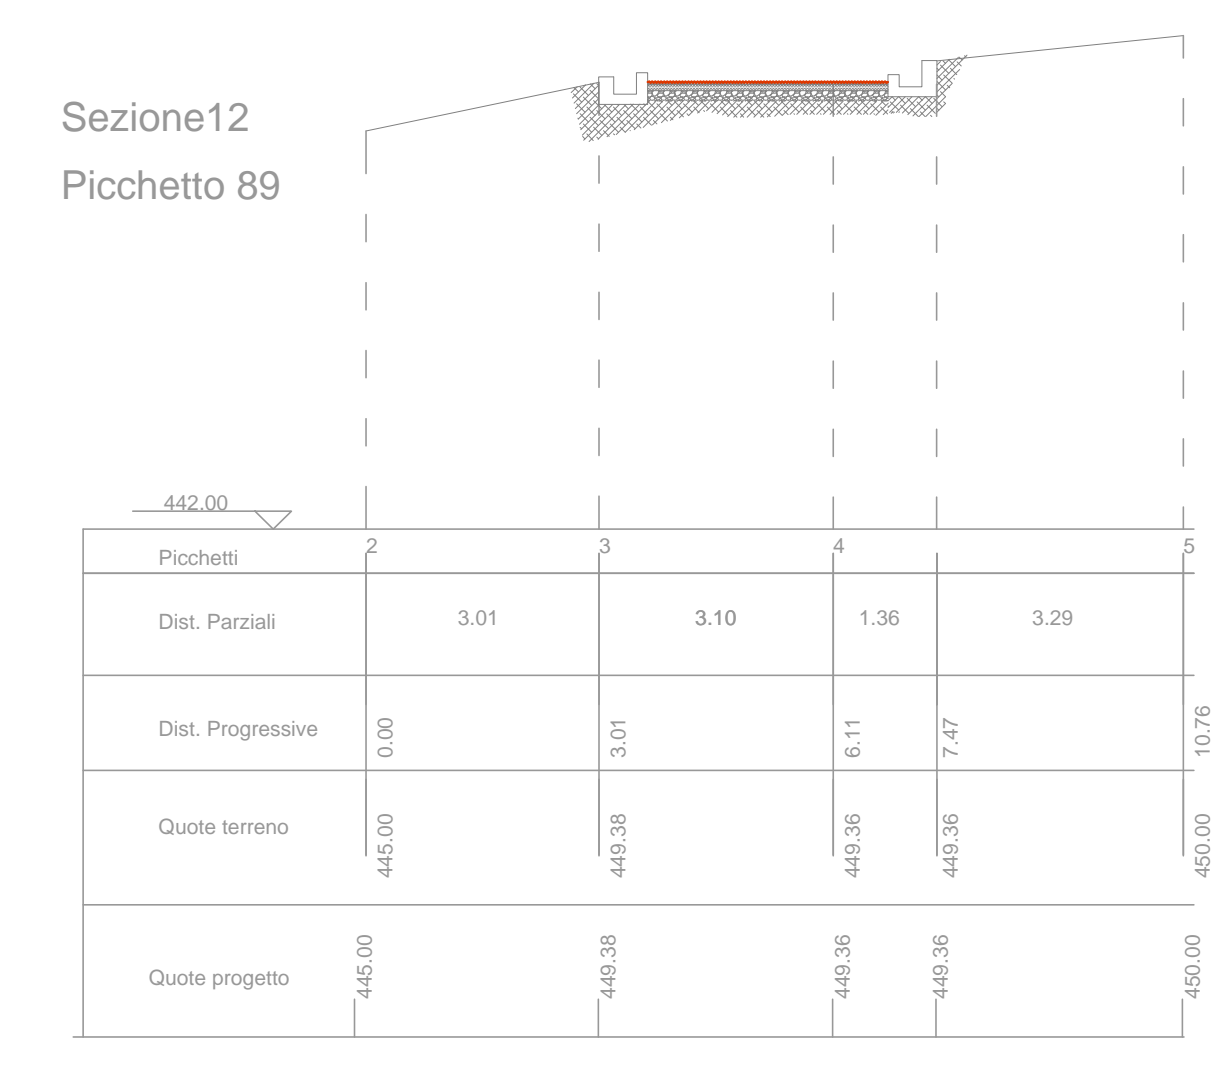 Sezione12
Picchetto 89
442.00
Picchetti 2 3 4 5
Dist. Parziali 3.01 3.10 1.36 3.29
Dist. Progressive 0.00 3.01 6.11 7.47 10.76
Quote terreno 445.00 449.38 449.36 449.36 450.00
Quote progetto 445.00 449.38 449.36 449.36 450.00